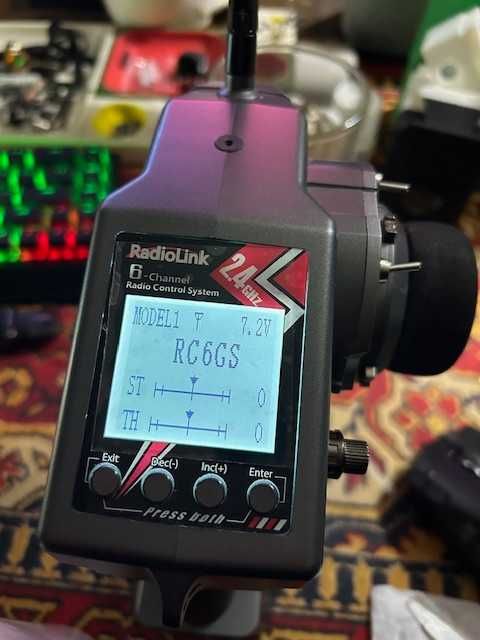 RadioLink
6-Channel
Radio Control System
2.4GHZ
MODEL1 7.2V
RC6GS
ST 0
TH 0
Exit Dec(-) Inc(+) Enter
Press both